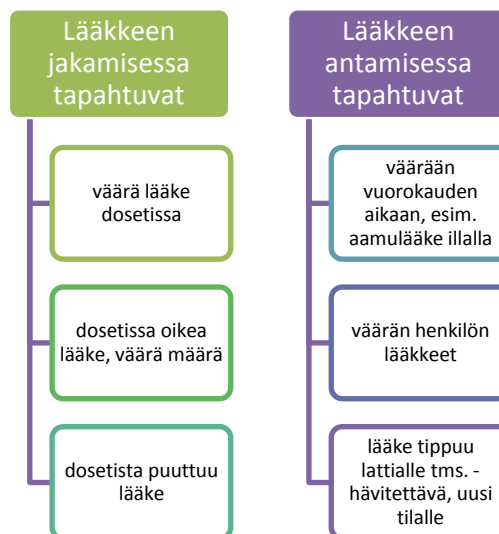 Lääkkeen
jakamisessa
tapahtuvat
väärä lääke
dosetissa
dosetissa oikea
lääke, väärä määrä
dosetista puuttuu
lääke
Lääkkeen
antamisessa
tapahtuvat
väärään
vuorokauden
aikaan, esim.
aamulääke illalla
väärän henkilön
lääkkeet
lääke tippuu
lattialle tms. -
hävitettävä, uusi
tilalle